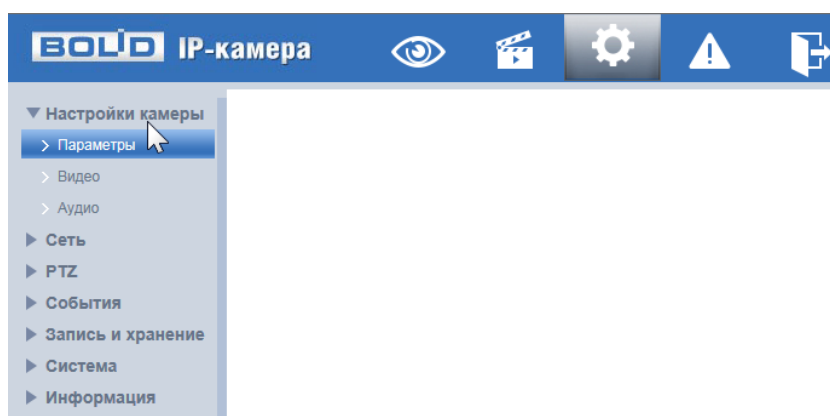 BOLID IP-камера
Настройки камеры
Параметры
Видео
Аудио
Сеть
PTZ
События
Запись и хранение
Система
Информация